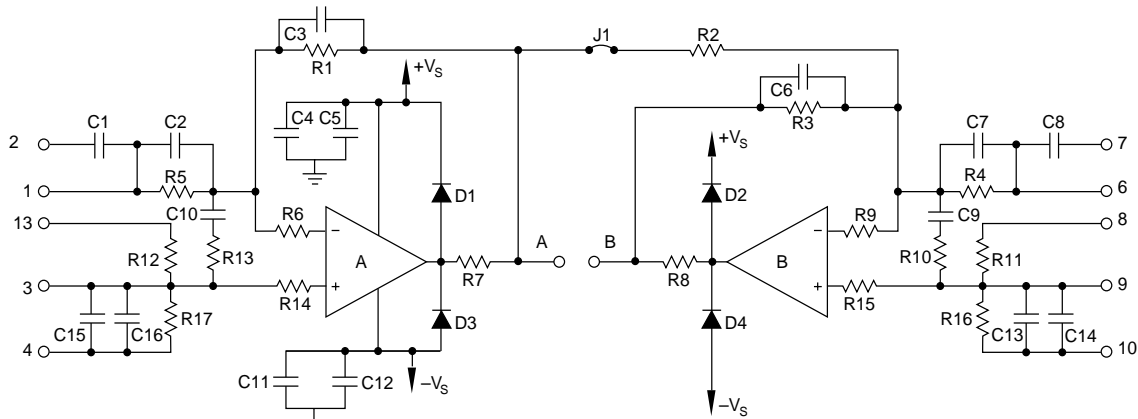 C3
R1
J1
R2
+VS
C6
R3
C4
C5
C1
C2
2
+VS
C7
C8
7
R5
D1
D2
R4
1
6
C10
C9
13
R6
R9
8
R12
R13
A
A
B
B
R10
R11
3
R14
R7
R8
R15
9
C15
C16
R17
D3
D4
R16
C13
C14
4
10
C11
C12
−VS
−VS
−
+
−
+